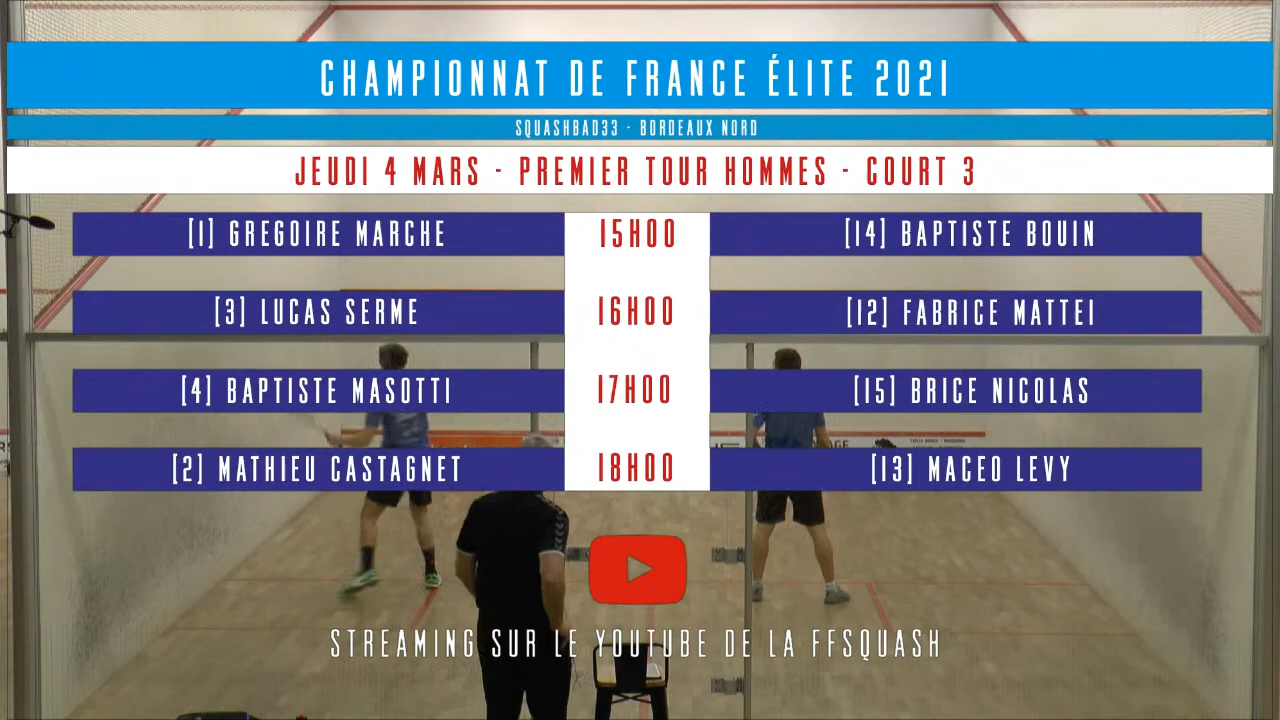 CHAMPIONNAT DE FRANCE ÉLITE 2021
SQUASHBAD33 - BORDEAUX NORD
JEUDI 4 MARS - PREMIER TOUR HOMMES - COURT 3
[1] GREGOIRE MARCHE 15H00 [14] BAPTISTE BOUIN
[3] LUCAS SERME 16H00 [12] FABRICE MATTEI
[4] BAPTISTE MASOTTI 17H00 [15] BRICE NICOLAS
[2] MATHIEU CASTAGNET 18H00 [13] MACEO LEVY
STREAMING SUR LE YOUTUBE DE LA FFSQUASH